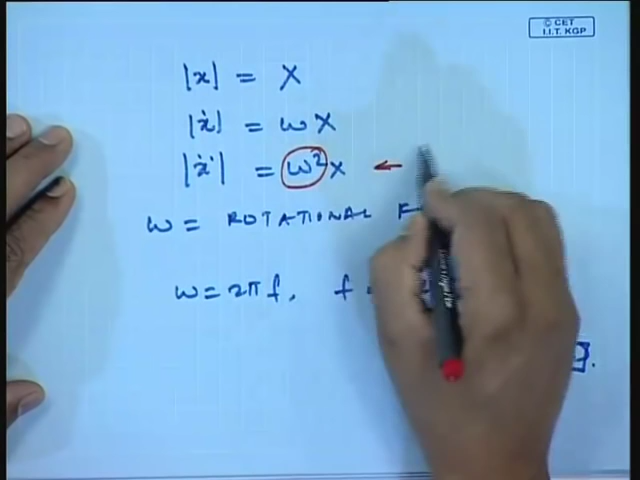 © CET
I.I.T. KGP
|x| = X
|ẋ| = ωX
|ẍ| = ω²X ←
ω = ROTATIONAL
ω = 2πf, f